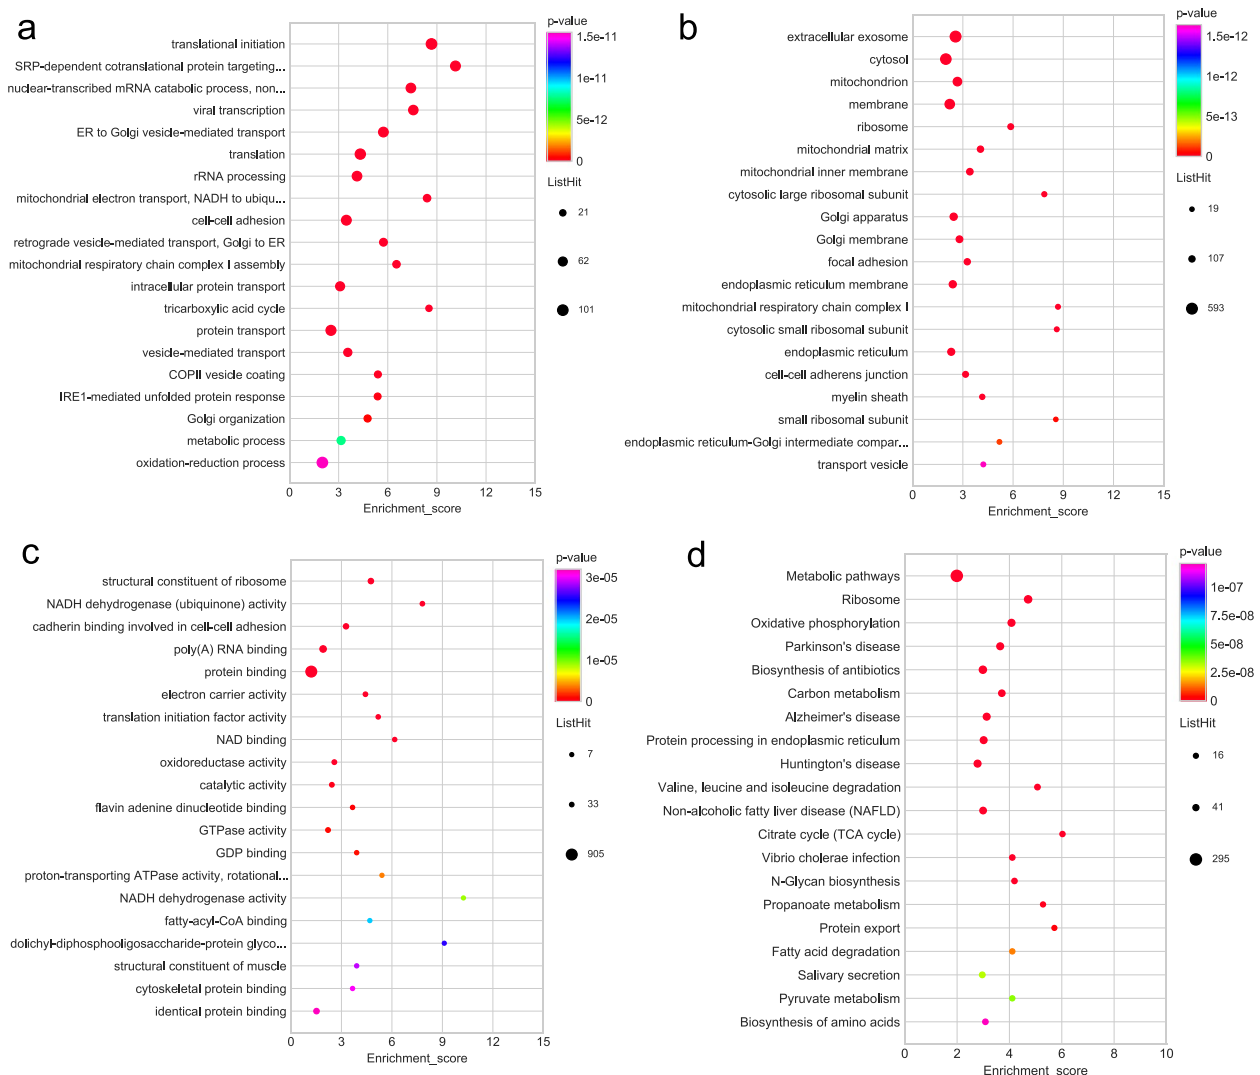 a
translational initiation
SRP-dependent cotranslational protein targeting...
nuclear-transcribed mRNA catabolic process, non...
viral transcription
ER to Golgi vesicle-mediated transport
translation
rRNA processing
mitochondrial electron transport, NADH to ubiqu...
cell-cell adhesion
retrograde vesicle-mediated transport, Golgi to ER
mitochondrial respiratory chain complex I assembly
intracellular protein transport
tricarboxylic acid cycle
protein transport
vesicle-mediated transport
COPII vesicle coating
IRE1-mediated unfolded protein response
Golgi organization
metabolic process
oxidation-reduction process
0 3 6 9 12 15
Enrichment_score
p-value
1.5e-11
1e-11
5e-12
0
ListHit
21
62
101
b
extracellular exosome
cytosol
mitochondrion
membrane
ribosome
mitochondrial matrix
mitochondrial inner membrane
cytosolic large ribosomal subunit
Golgi apparatus
Golgi membrane
focal adhesion
endoplasmic reticulum membrane
mitochondrial respiratory chain complex I
cytosolic small ribosomal subunit
endoplasmic reticulum
cell-cell adherens junction
myelin sheath
small ribosomal subunit
endoplasmic reticulum-Golgi intermediate compar...
transport vesicle
0 3 6 9 12 15
Enrichment_score
p-value
1.5e-12
1e-12
5e-13
0
ListHit
19
107
593
c
structural constituent of ribosome
NADH dehydrogenase (ubiquinone) activity
cadherin binding involved in cell-cell adhesion
poly(A) RNA binding
protein binding
electron carrier activity
translation initiation factor activity
NAD binding
oxidoreductase activity
catalytic activity
flavin adenine dinucleotide binding
GTPase activity
GDP binding
proton-transporting ATPase activity, rotational...
NADH dehydrogenase activity
fatty-acyl-CoA binding
dolichyl-diphosphooligosaccharide-protein glyco...
structural constituent of muscle
cytoskeletal protein binding
identical protein binding
0 3 6 9 12 15
Enrichment_score
p-value
3e-05
2e-05
1e-05
0
ListHit
7
33
905
d
Metabolic pathways
Ribosome
Oxidative phosphorylation
Parkinson's disease
Biosynthesis of antibiotics
Carbon metabolism
Alzheimer's disease
Protein processing in endoplasmic reticulum
Huntington's disease
Valine, leucine and isoleucine degradation
Non-alcoholic fatty liver disease (NAFLD)
Citrate cycle (TCA cycle)
Vibrio cholerae infection
N-Glycan biosynthesis
Propanoate metabolism
Protein export
Fatty acid degradation
Salivary secretion
Pyruvate metabolism
Biosynthesis of amino acids
0 2 4 6 8 10
Enrichment_score
p-value
1e-07
7.5e-08
5e-08
2.5e-08
0
ListHit
16
41
295